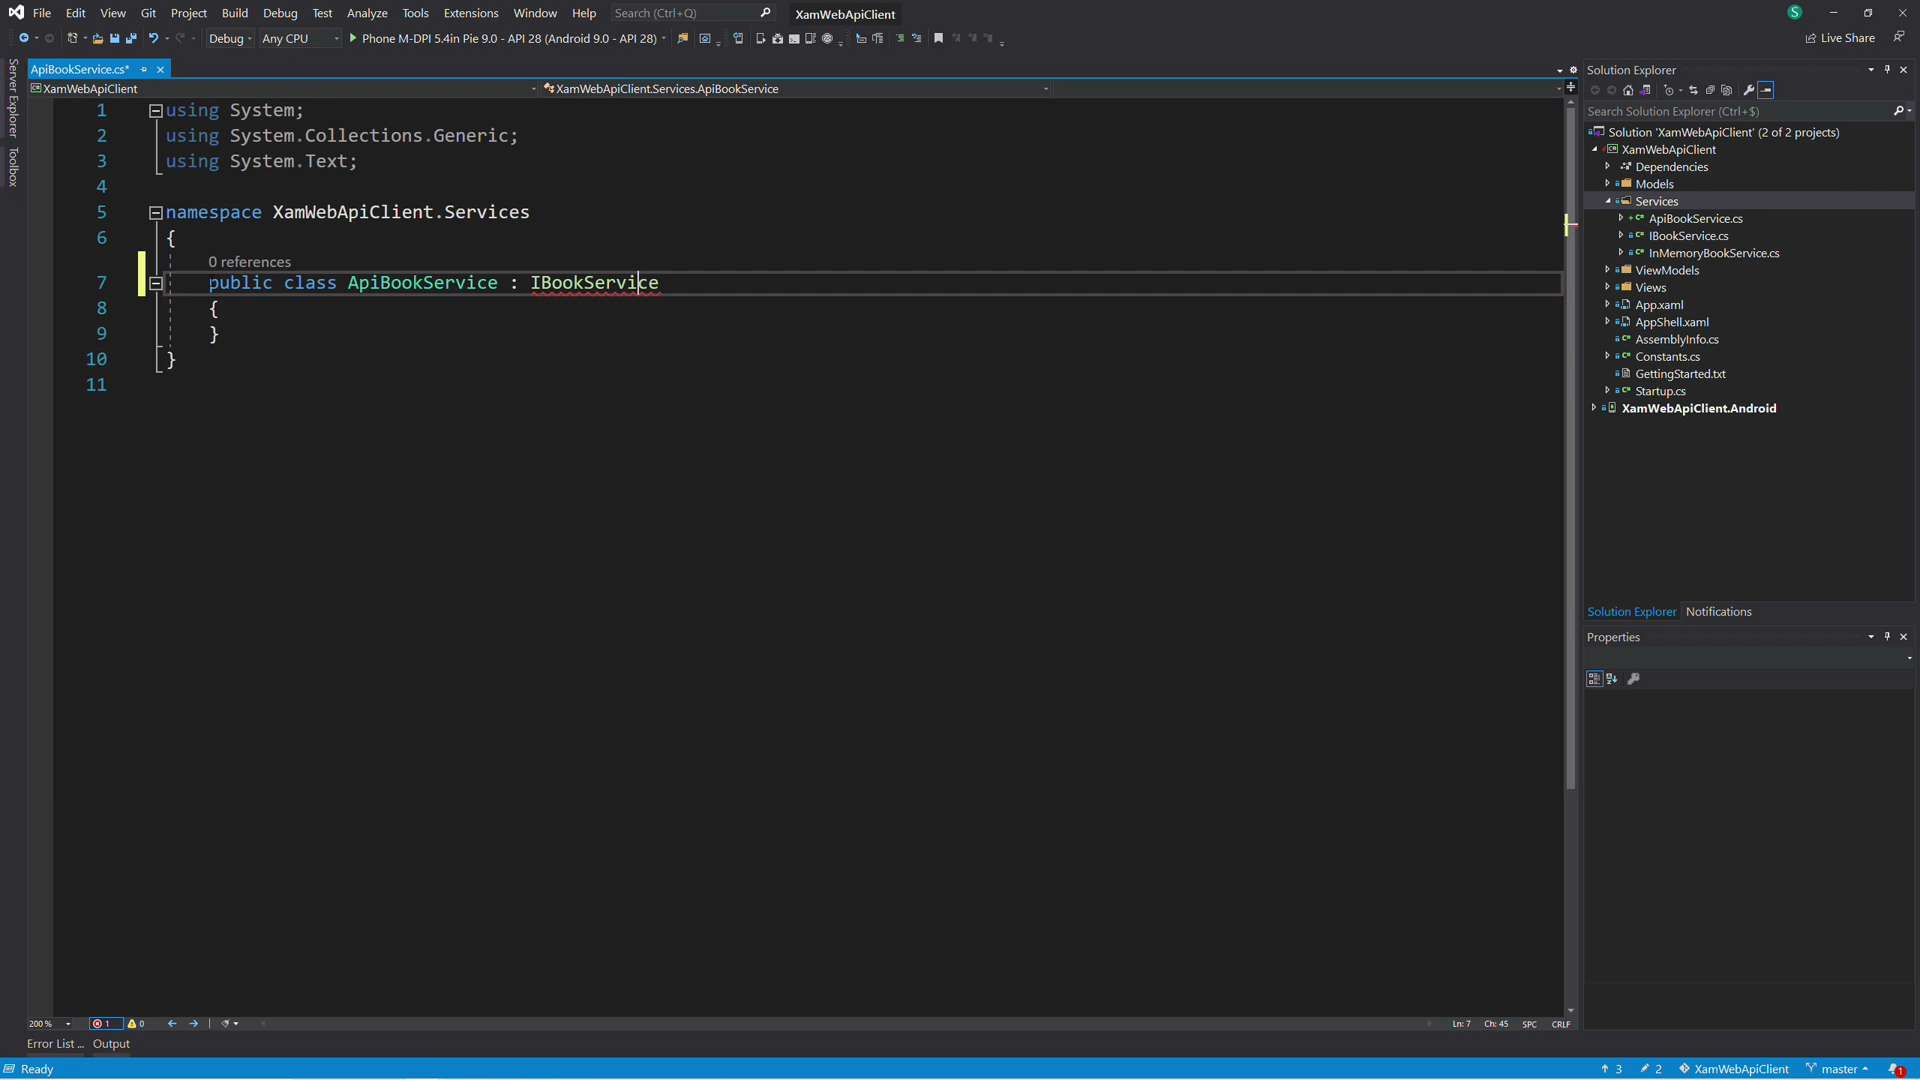 File Edit View Git Project Build Debug Test Analyze Tools Extensions Window Help Search (Ctrl+Q) XamWebApiClient S
Debug Any CPU Phone M-DPI 5.4in Pie 9.0 - API 28 (Android 9.0 - API 28) Live Share
Server Explorer
Toolbox
ApiBookService.cs*
XamWebApiClient XamWebApiClient.Services.ApiBookService
1 using System;
2 using System.Collections.Generic;
3 using System.Text;
4
5 namespace XamWebApiClient.Services
6 {
0 references
7 public class ApiBookService : IBookService
8 {
9 }
10 }
11
200 % 1 0 Ln: 7 Ch: 45 SPC CRLF
Error List ... Output
Solution Explorer
Search Solution Explorer (Ctrl+$)
Solution 'XamWebApiClient' (2 of 2 projects)
XamWebApiClient
Dependencies
Models
Services
ApiBookService.cs
IBookService.cs
InMemoryBookService.cs
ViewModels
Views
App.xaml
AppShell.xaml
AssemblyInfo.cs
Constants.cs
GettingStarted.txt
Startup.cs
XamWebApiClient.Android
Solution Explorer Notifications
Properties
Ready 3 2 XamWebApiClient master 1